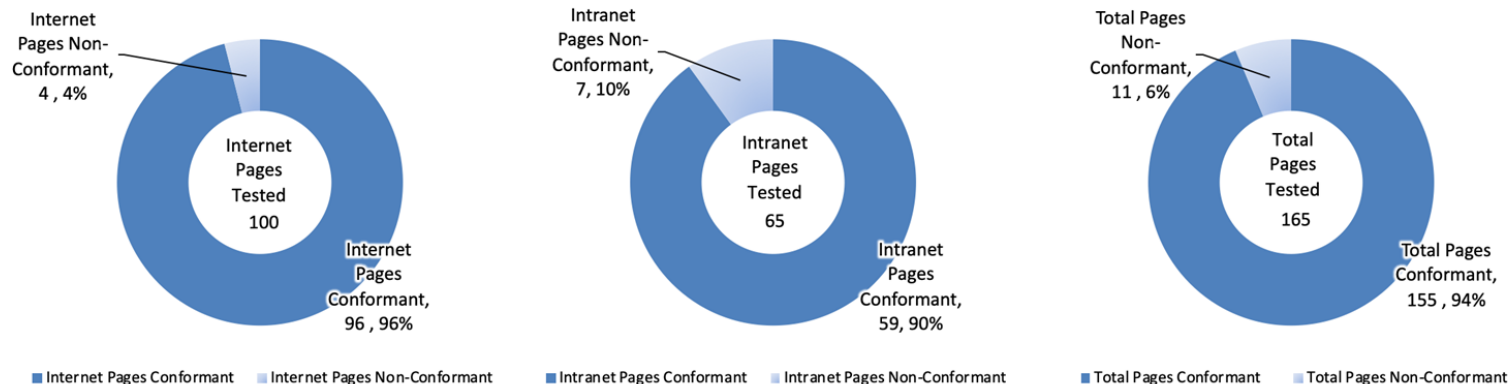 Internet
Pages Non-
Conformant,
4 , 4%
Internet
Pages
Tested
100
Internet
Pages
Conformant,
96 , 96%
Internet Pages Conformant
Internet Pages Non-Conformant
Intranet
Pages Non-
Conformant,
7, 10%
Intranet
Pages
Tested
65
Intranet
Pages
Conformant,
59, 90%
Intranet Pages Conformant
Intranet Pages Non-Conformant
Total Pages
Non-
Conformant,
11 , 6%
Total
Pages
Tested
165
Total Pages
Conformant,
155 , 94%
Total Pages Conformant
Total Pages Non-Conformant